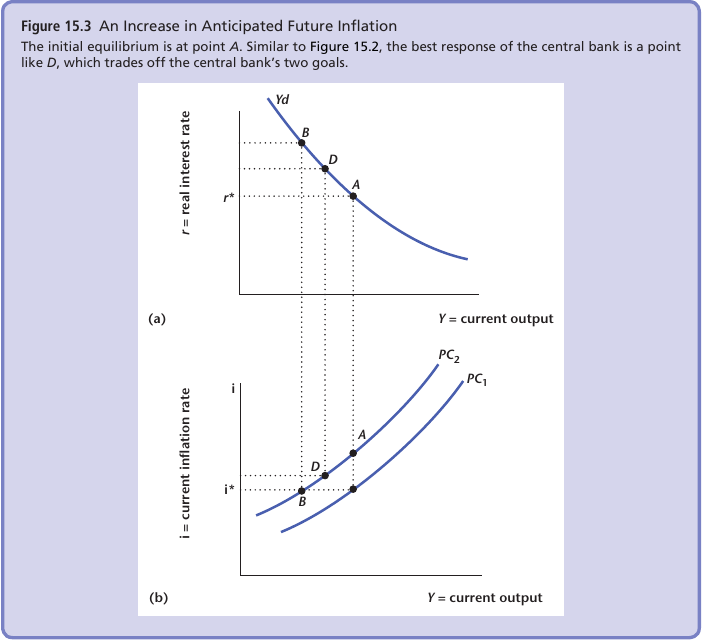 Figure 15.3 An Increase in Anticipated Future Inflation
The initial equilibrium is at point A. Similar to Figure 15.2, the best response of the central bank is a point
like D, which trades off the central bank's two goals.
Yd
B
D
A
r*
r = real interest rate
(a)
Y = current output
PC2
PC1
i
A
D
i*
B
i = current inflation rate
(b)
Y = current output